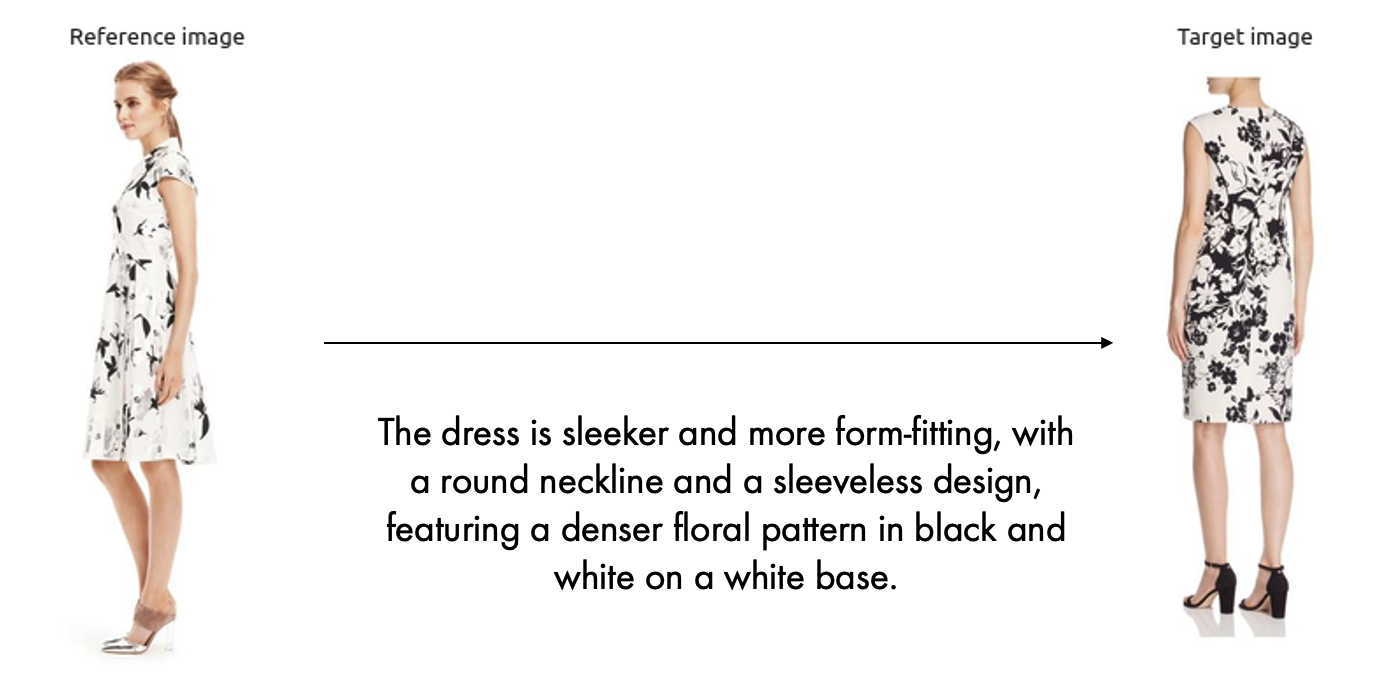 Reference image
Target image
The dress is sleeker and more form-fitting, with
a round neckline and a sleeveless design,
featuring a denser floral pattern in black and
white on a white base.